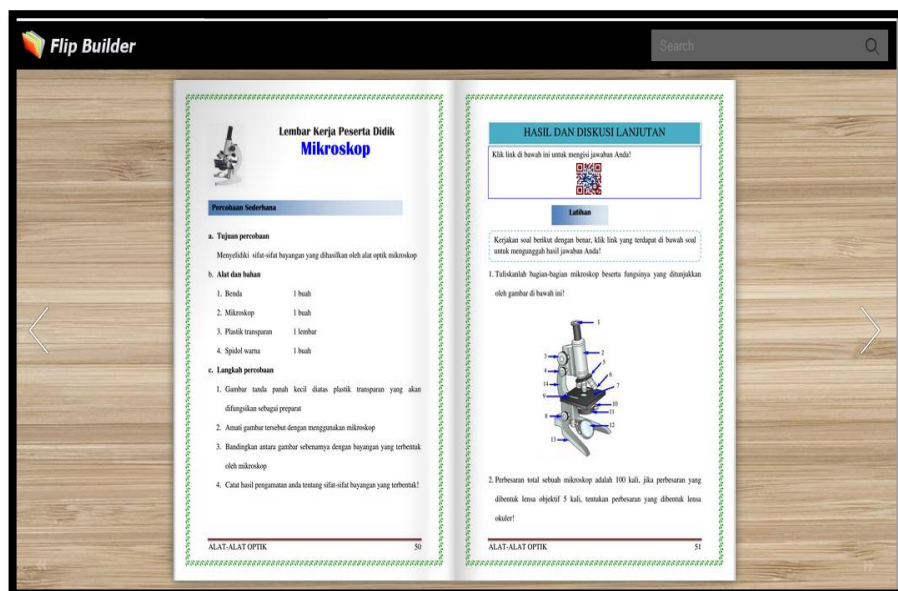 Flip Builder
Search
Lembar Kerja Peserta Didik
Mikroskop
Percobaan Sederhana
a. Tujuan percobaan
Menyelidiki sifat-sifat bayangan yang dihasilkan oleh alat optik mikroskop
b. Alat dan bahan
1. Benda 1 buah
2. Mikroskop 1 buah
3. Plastik transparan 1 lembar
4. Spidol warna 1 buah
c. Langkah percobaan
1. Gambar tanda panah kecil diatas plastik transparan yang akan
difungsikan sebagai preparat
2. Amati gambar tersebut dengan menggunakan mikroskop
3. Bandingkan antara gambar sebenarnya dengan bayangan yang terbentuk
oleh mikroskop
4. Catat hasil pengamatan anda tentang sifat-sifat bayangan yang terbentuk!
ALAT-ALAT OPTIK 50
HASIL DAN DISKUSI LANJUTAN
Klik link di bawah ini untuk mengisi jawaban Anda!
Latihan
Kerjakan soal berikut dengan benar, klik link yang terdapat di bawah soal
untuk mengunggah hasil jawaban Anda!
1. Tuliskanlah bagian-bagian mikroskop beserta fungsinya yang ditunjukkan
oleh gambar di bawah ini!
1
2
3
5
4
6
14
7
9
10
11
8
12
13
2. Perbesaran total sebuah mikroskop adalah 100 kali, jika perbesaran yang
dibentuk lensa objektif 5 kali, tentukan perbesaran yang dibentuk lensa
okuler!
ALAT-ALAT OPTIK 51